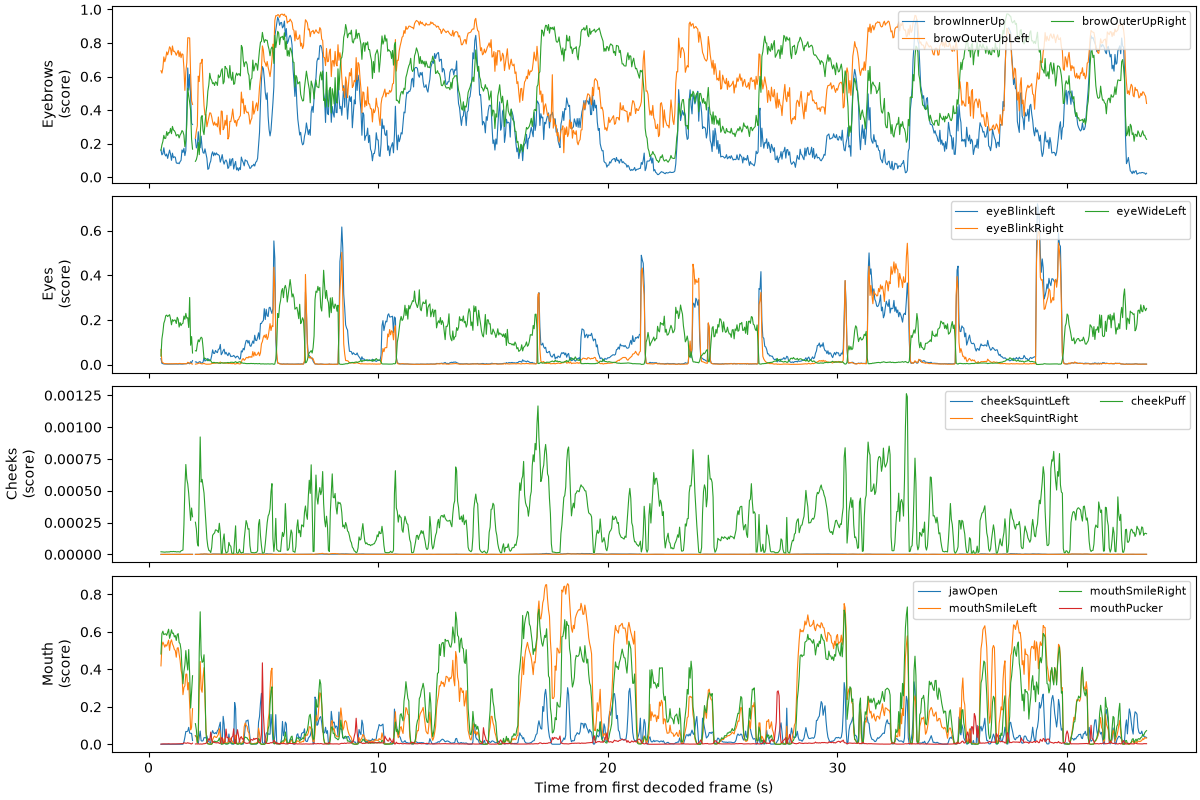 1.0
0.8
0.6
0.4
0.2
0.0
Eyebrows
(score)
browInnerUp
browOuterUpLeft
browOuterUpRight
0.6
0.4
0.2
0.0
Eyes
(score)
eyeBlinkLeft
eyeBlinkRight
eyeWideLeft
0.00125
0.00100
0.00075
0.00050
0.00025
0.00000
Cheeks
(score)
cheekSquintLeft
cheekSquintRight
cheekPuff
0.8
0.6
0.4
0.2
0.0
Mouth
(score)
jawOpen
mouthSmileLeft
mouthSmileRight
mouthPucker
0 10 20 30 40
Time from first decoded frame (s)